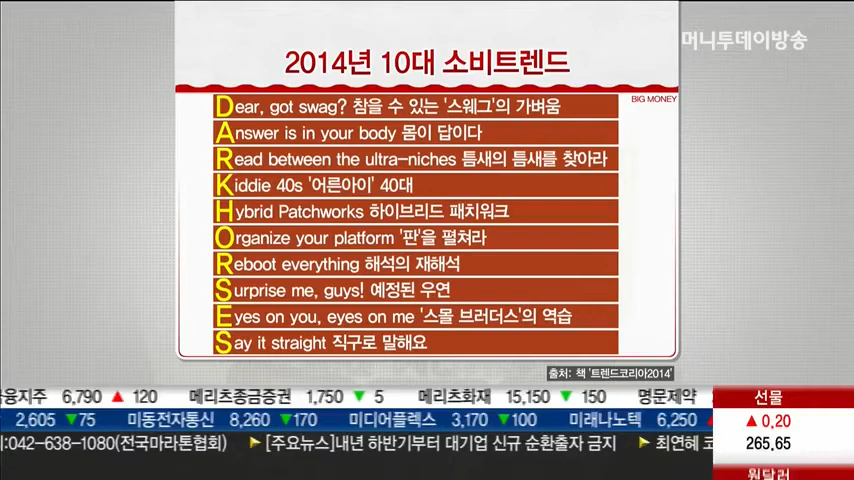 머니투데이방송
2014년 10대 소비트렌드
BIG MONEY
Dear, got swag? 참을 수 있는 '스웨그'의 가벼움
Answer is in your body 몸이 답이다
Read between the ultra-niches 틈새의 틈새를 찾아라
Kiddie 40s '어른아이' 40대
Hybrid Patchworks 하이브리드 패치워크
Organize your platform '판'을 펼쳐라
Reboot everything 해석의 재해석
Surprise me, guys! 예정된 우연
Eyes on you, eyes on me '스몰 브러더스'의 역습
Say it straight 직구로 말해요
출처: 책 '트렌드코리아2014'
금융지주 6,790 ▲ 120 메리츠종금증권 1,750 ▼ 5 메리츠화재 15,150 ▼ 150 명문제약
2,605 ▼75 미동전자통신 8,260 ▼170 미디어플렉스 3,170 ▼100 미래나노텍 6,250
:042-638-1080(전국마라톤협회) ▶ [주요뉴스]내년 하반기부터 대기업 신규 순환출자 금지 ▶ 최연혜 코
선물
▲ 0,20
265,65
원달러